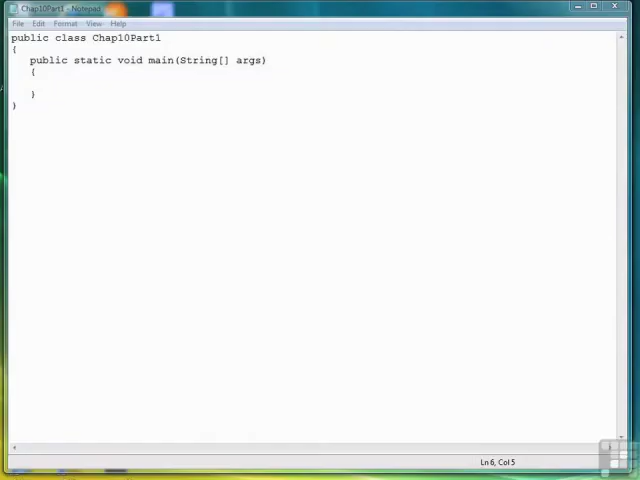 Chap10Part1 - Notepad
File Edit Format View Help
public class Chap10Part1
{
public static void main(String[] args)
{
}
}
Ln 6, Col 5